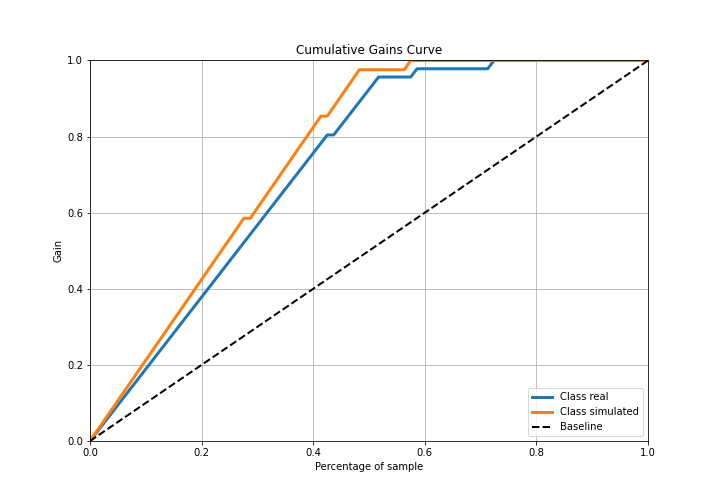 Cumulative Gains Curve
1.0
0.8
0.6
0.4
0.2
0.0
Gain
0.0 0.2 0.4 0.6 0.8 1.0
Percentage of sample
Class real
Class simulated
Baseline